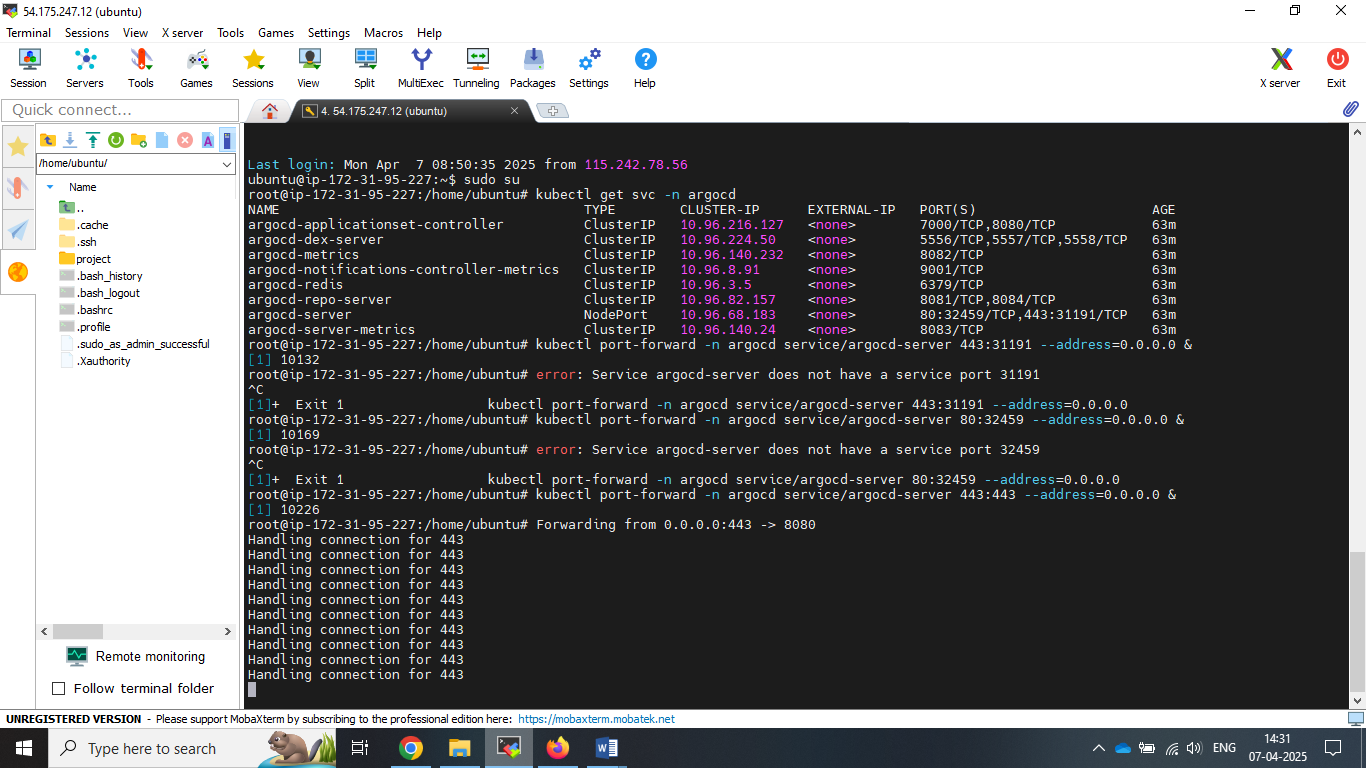 54.175.247.12 (ubuntu)
Terminal Sessions View X server Tools Games Settings Macros Help
Session Servers Tools Games Sessions View Split MultiExec Tunneling Packages Settings Help X server Exit
Quick connect...
4. 54.175.247.12 (ubuntu)
/home/ubuntu/
Name
..
.cache
.ssh
project
.bash_history
.bash_logout
.bashrc
.profile
.sudo_as_admin_successful
.Xauthority
Remote monitoring
Follow terminal folder
Last login: Mon Apr  7 08:50:35 2025 from 115.242.78.56
ubuntu@ip-172-31-95-227:~$ sudo su
root@ip-172-31-95-227:/home/ubuntu# kubectl get svc -n argocd
NAME TYPE CLUSTER-IP EXTERNAL-IP PORT(S) AGE
argocd-applicationset-controller ClusterIP 10.96.216.127 <none> 7000/TCP,8080/TCP 63m
argocd-dex-server ClusterIP 10.96.224.50 <none> 5556/TCP,5557/TCP,5558/TCP 63m
argocd-metrics ClusterIP 10.96.140.232 <none> 8082/TCP 63m
argocd-notifications-controller-metrics ClusterIP 10.96.8.91 <none> 9001/TCP 63m
argocd-redis ClusterIP 10.96.3.5 <none> 6379/TCP 63m
argocd-repo-server ClusterIP 10.96.82.157 <none> 8081/TCP,8084/TCP 63m
argocd-server NodePort 10.96.68.183 <none> 80:32459/TCP,443:31191/TCP 63m
argocd-server-metrics ClusterIP 10.96.140.24 <none> 8083/TCP 63m
root@ip-172-31-95-227:/home/ubuntu# kubectl port-forward -n argocd service/argocd-server 443:31191 --address=0.0.0.0 &
[1] 10132
root@ip-172-31-95-227:/home/ubuntu# error: Service argocd-server does not have a service port 31191
^C
[1]+  Exit 1 kubectl port-forward -n argocd service/argocd-server 443:31191 --address=0.0.0.0
root@ip-172-31-95-227:/home/ubuntu# kubectl port-forward -n argocd service/argocd-server 80:32459 --address=0.0.0.0 &
[1] 10169
root@ip-172-31-95-227:/home/ubuntu# error: Service argocd-server does not have a service port 32459
^C
[1]+  Exit 1 kubectl port-forward -n argocd service/argocd-server 80:32459 --address=0.0.0.0
root@ip-172-31-95-227:/home/ubuntu# kubectl port-forward -n argocd service/argocd-server 443:443 --address=0.0.0.0 &
[1] 10226
root@ip-172-31-95-227:/home/ubuntu# Forwarding from 0.0.0.0:443 -> 8080
Handling connection for 443
Handling connection for 443
Handling connection for 443
Handling connection for 443
Handling connection for 443
Handling connection for 443
Handling connection for 443
Handling connection for 443
Handling connection for 443
Handling connection for 443
UNREGISTERED VERSION - Please support MobaXterm by subscribing to the professional edition here: https://mobaxterm.mobatek.net
Type here to search
ENG
14:31
07-04-2025